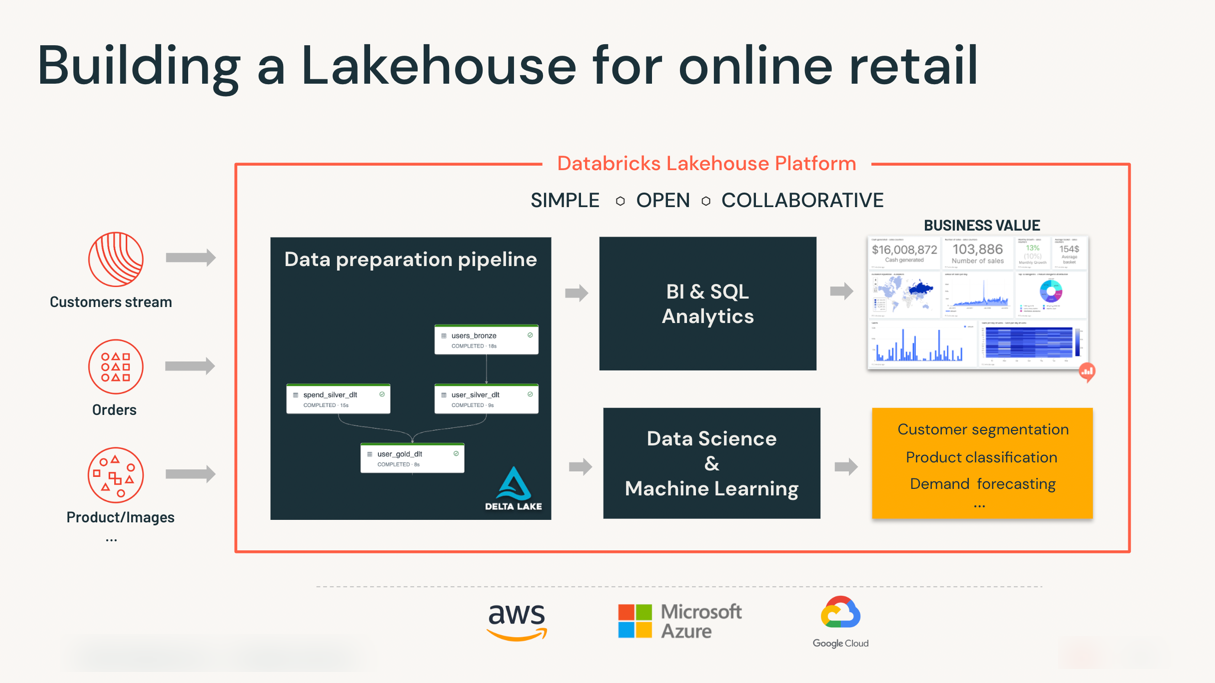 Building a Lakehouse for online retail
Databricks Lakehouse Platform
SIMPLE OPEN COLLABORATIVE
Customers stream
Orders
Product/Images
...
Data preparation pipeline
users_bronze
COMPLETED · 18s
spend_silver_dlt
COMPLETED · 15s
user_silver_dlt
COMPLETED · 9s
user_gold_dlt
COMPLETED · 8s
DELTA LAKE
BI & SQL
Analytics
BUSINESS VALUE
$16,008,872
Cash generated
103,886
Number of sales
13%
(10%)
154$
Average
basket
Data Science
&
Machine Learning
Customer segmentation
Product classification
Demand forecasting
...
aws
Microsoft
Azure
Google Cloud